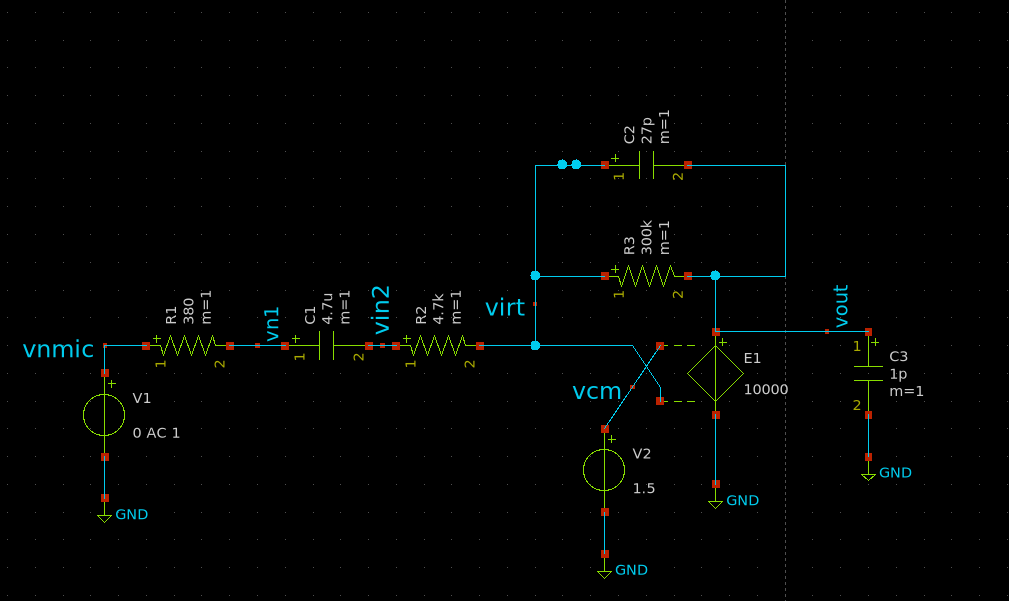 C2
27p
m=1
+
1
2
R3
300k
m=1
+
1
2
vnmic
R1
380
m=1
+
1
2
vn1
C1
4.7u
m=1
+
1
2
vin2
R2
4.7k
m=1
+
1
2
virt
vout
V1
0 AC 1
+
GND
vcm
V2
1.5
+
GND
E1
10000
+
GND
C3
1p
m=1
+
1
2
GND